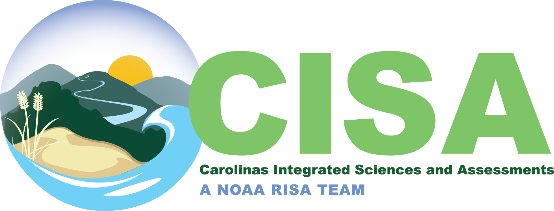 CISA
Carolinas Integrated Sciences and Assessments
A NOAA RISA TEAM